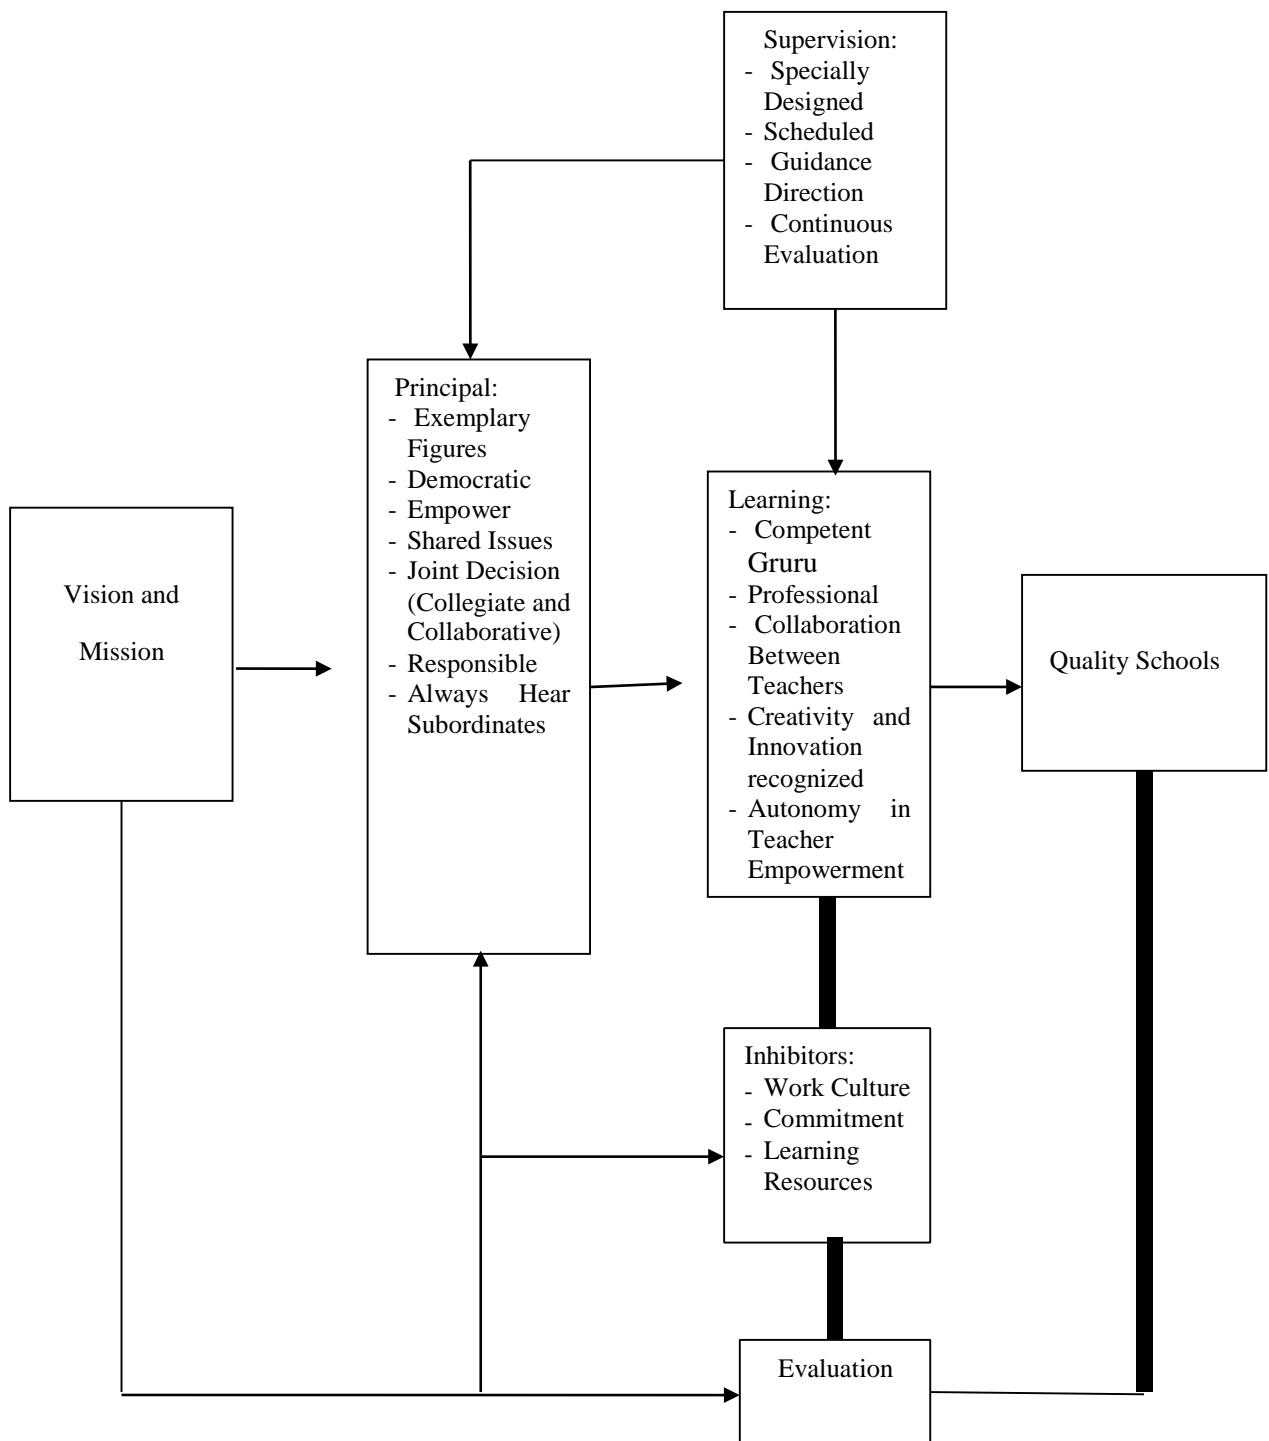 Supervision:
- Specially
Designed
- Scheduled
- Guidance
Direction
- Continuous
Evaluation
Principal:
- Exemplary
Figures
- Democratic
- Empower
- Shared Issues
- Joint Decision
(Collegiate and
Collaborative)
- Responsible
- Always Hear
Subordinates
Vision and
Mission
Learning:
- Competent
Gruru
- Professional
- Collaboration
Between
Teachers
- Creativity and
Innovation
recognized
- Autonomy in
Teacher
Empowerment
Quality Schools
Inhibitors:
- Work Culture
- Commitment
- Learning
Resources
Evaluation